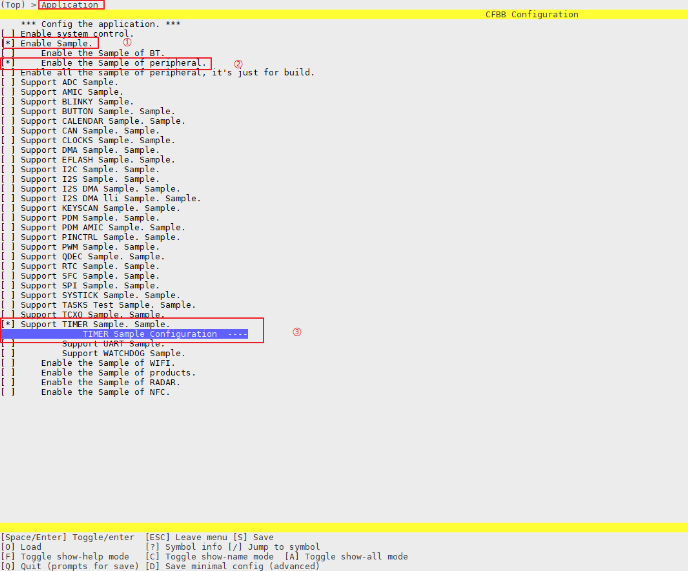 (Top) > Application
CFBB Configuration
*** Config the application. ***
[ ] Enable system control.
[*] Enable Sample. ①
[ ] Enable the Sample of BT.
[*] Enable the Sample of peripheral. ②
[ ] Enable all the sample of peripheral, it's just for build.
[ ] Support ADC Sample.
[ ] Support AMIC Sample.
[ ] Support BLINKY Sample.
[ ] Support BUTTON Sample. Sample.
[ ] Support CALENDAR Sample. Sample.
[ ] Support CAN Sample. Sample.
[ ] Support CLOCKS Sample. Sample.
[ ] Support DMA Sample. Sample.
[ ] Support EFLASH Sample. Sample.
[ ] Support I2C Sample. Sample.
[ ] Support I2S Sample. Sample.
[ ] Support I2S DMA Sample. Sample.
[ ] Support I2S DMA lli Sample. Sample.
[ ] Support KEYSCAN Sample. Sample.
[ ] Support PDM Sample. Sample.
[ ] Support PDM AMIC Sample. Sample.
[ ] Support PINCTRL Sample. Sample.
[ ] Support PWM Sample. Sample.
[ ] Support QDEC Sample. Sample.
[ ] Support RTC Sample. Sample.
[ ] Support SFC Sample. Sample.
[ ] Support SPI Sample. Sample.
[ ] Support SYSTICK Sample. Sample.
[ ] Support TASKS Test Sample. Sample.
[ ] Support TCXO Sample. Sample.
[*] Support TIMER Sample. Sample.
TIMER Sample Configuration ---- ③
[ ] Support UART Sample.
[ ] Support WATCHDOG Sample.
[ ] Enable the Sample of WIFI.
[ ] Enable the Sample of products.
[ ] Enable the Sample of RADAR.
[ ] Enable the Sample of NFC.
[Space/Enter] Toggle/enter [ESC] Leave menu [S] Save
[O] Load [?] Symbol info [/] Jump to symbol
[F] Toggle show-help mode [C] Toggle show-name mode [A] Toggle show-all mode
[Q] Quit (prompts for save) [D] Save minimal config (advanced)